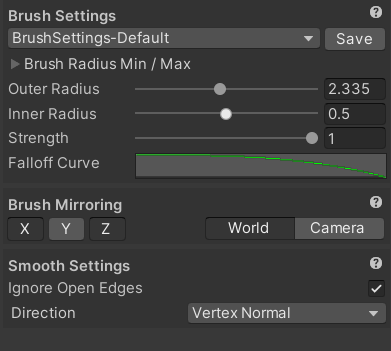 Brush Settings
BrushSettings-Default Save
Brush Radius Min / Max
Outer Radius 2.335
Inner Radius 0.5
Strength 1
Falloff Curve
Brush Mirroring
X Y Z World Camera
Smooth Settings
Ignore Open Edges
Direction Vertex Normal